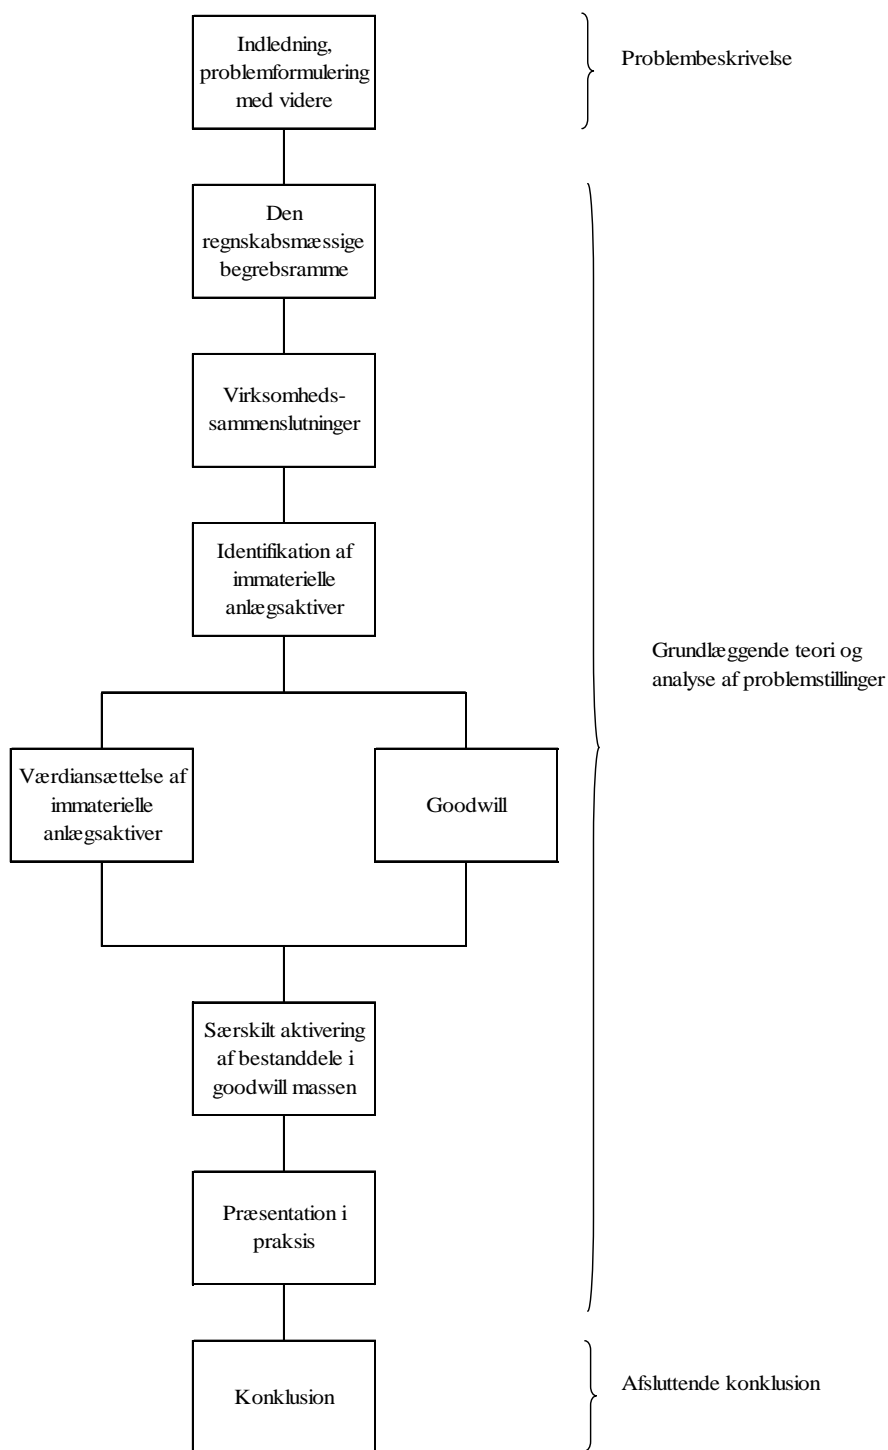 Indledning,
problemformulering
med videre
Problembeskrivelse
Den
regnskabsmæssige
begrebsramme
Virksomheds-
sammenslutninger
Identifikation af
immaterielle
anlægsaktiver
Grundlæggende teori og
analyse af problemstillinger
Værdiansættelse af
immaterielle
anlægsaktiver
Goodwill
Særskilt aktivering
af bestanddele i
goodwill massen
Præsentation i
praksis
Konklusion
Afsluttende konklusion